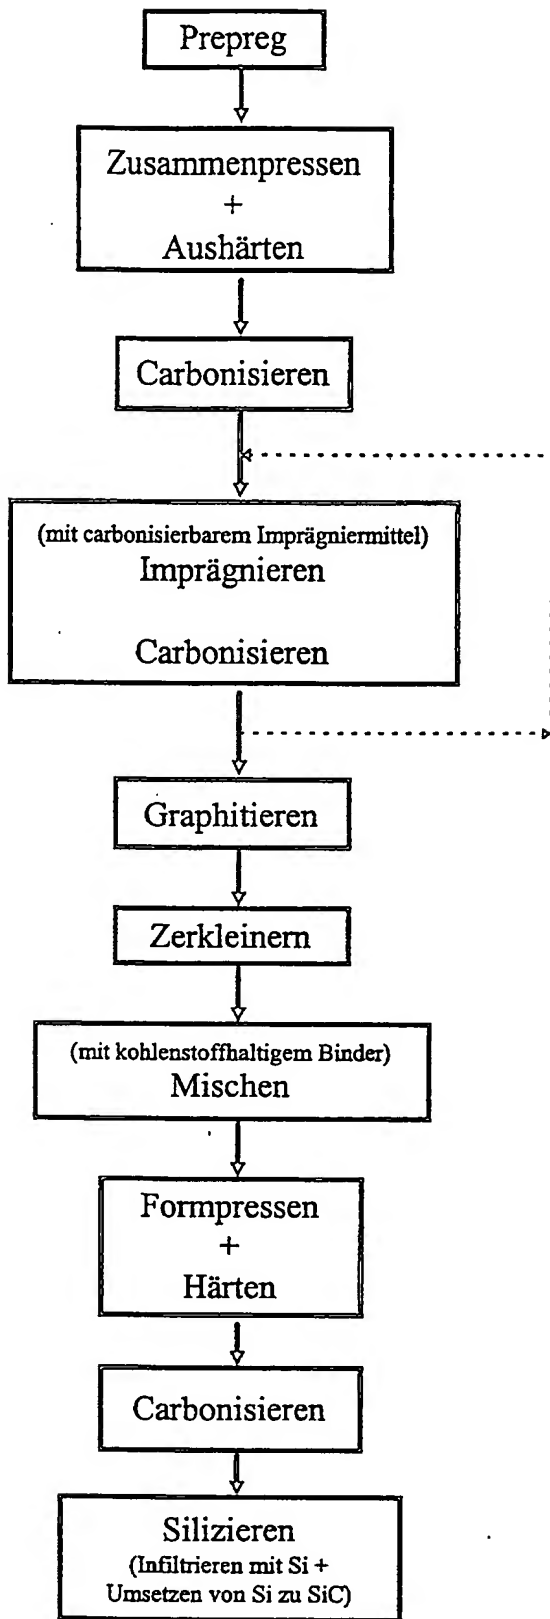 Prepreg
Zusammenpressen
+
Aushärten
Carbonisieren
(mit carbonisierbarem Imprägniermittel)
Imprägnieren
Carbonisieren
Graphitieren
Zerkleinern
(mit kohlenstoffhaltigem Binder)
Mischen
Formpressen
+
Härten
Carbonisieren
Silizieren
(Infiltrieren mit Si +
Umsetzen von Si zu SiC)